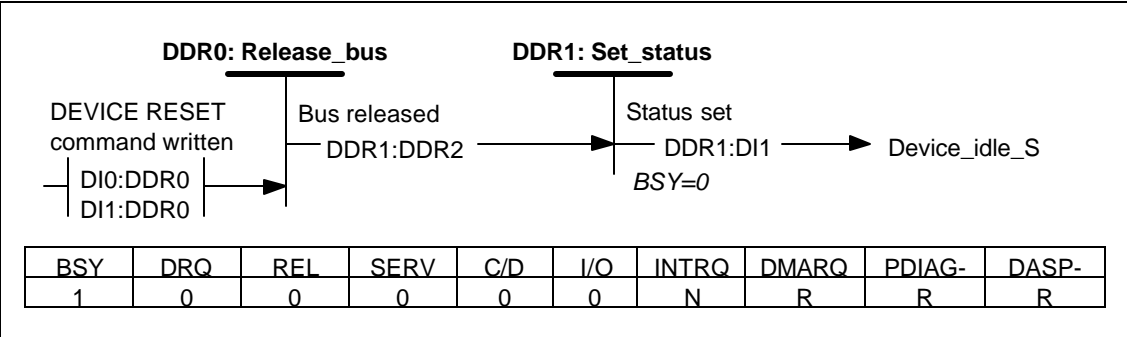 DDR0: Release_bus DDR1: Set_status
DEVICE RESET
command written
DI0:DDR0
DI1:DDR0
Bus released
DDR1:DDR2
Status set
DDR1:DI1
BSY=0
Device_idle_S
BSY DRQ REL SERV C/D I/O INTRQ DMARQ PDIAG- DASP-
1 0 0 0 0 0 N R R R